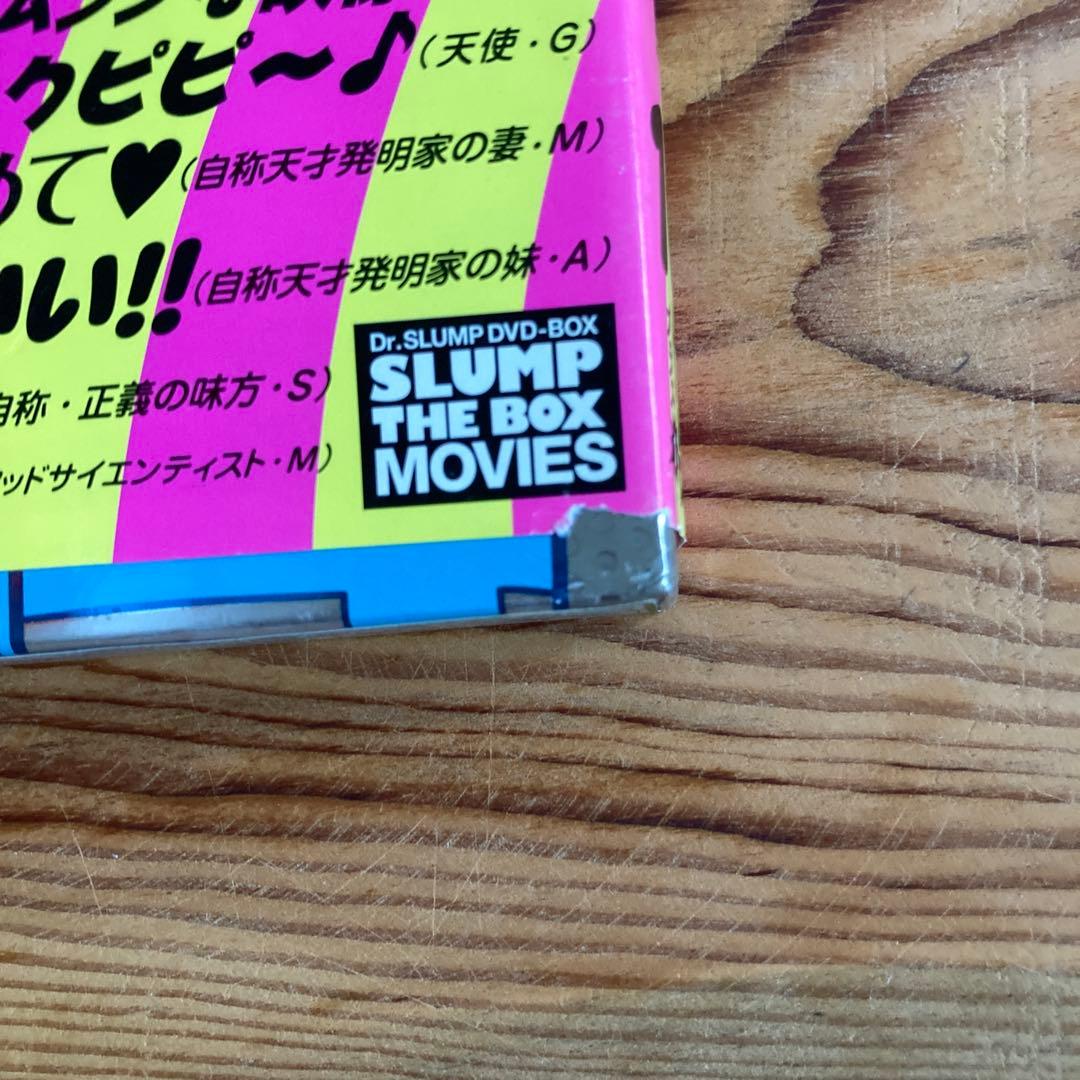 クピピ～♪(天使・G)
めて♥(自称天才発明家の妻・M)
いい!!(自称天才発明家の妹・A)
自称・正義の味方・S)
ッドサイエンティスト・M)
Dr.SLUMP DVD-BOX
SLUMP
THE BOX
MOVIES